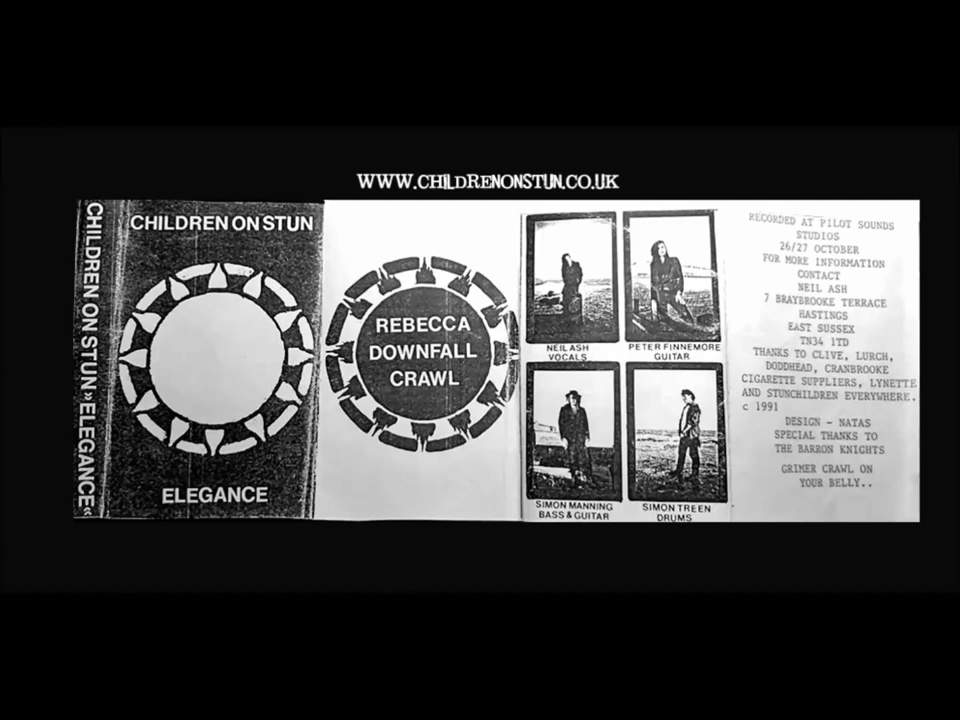 WWW.CHILDRENONSTUN.CO.UK
CHILDREN ON STUN »ELEGANCE«
CHILDREN ON STUN
ELEGANCE
REBECCA
DOWNFALL
CRAWL
NEIL ASH
VOCALS
PETER FINNEMORE
GUITAR
SIMON MANNING
BASS & GUITAR
SIMON TREEN
DRUMS
RECORDED AT PILOT SOUNDS
STUDIOS
26/27 OCTOBER
FOR MORE INFORMATION
CONTACT
NEIL ASH
7 BRAYBROOKE TERRACE
HASTINGS
EAST SUSSEX
TN34 1TD
THANKS TO CLIVE, LURCH,
DODDHEAD, CRANBROOKE
CIGARETTE SUPPLIERS, LYNETTE
AND STUNCHILDREN EVERYWHERE.
c 1991
DESIGN - NATAS
SPECIAL THANKS TO
THE BARRON KNIGHTS
GRIMER CRAWL ON
YOUR BELLY..